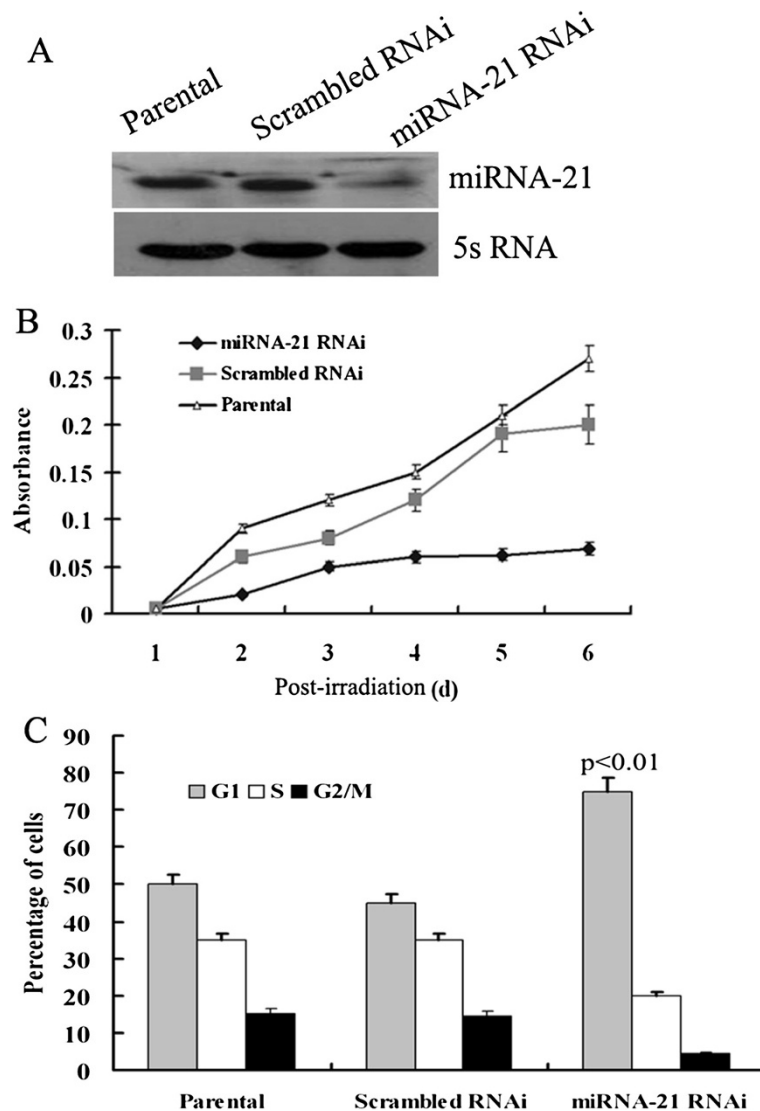 A
Parental
Scrambled RNAi
miRNA-21 RNAi
miRNA-21
5s RNA
B
0.3
0.25
0.2
0.15
0.1
0.05
0
Absorbance
miRNA-21 RNAi
Scrambled RNAi
Parental
1 2 3 4 5 6
Post-irradiation (d)
C
90
80
70
60
50
40
30
20
10
0
Percentage of cells
G1 S G2/M
p<0.01
Parental Scrambled RNAi miRNA-21 RNAi